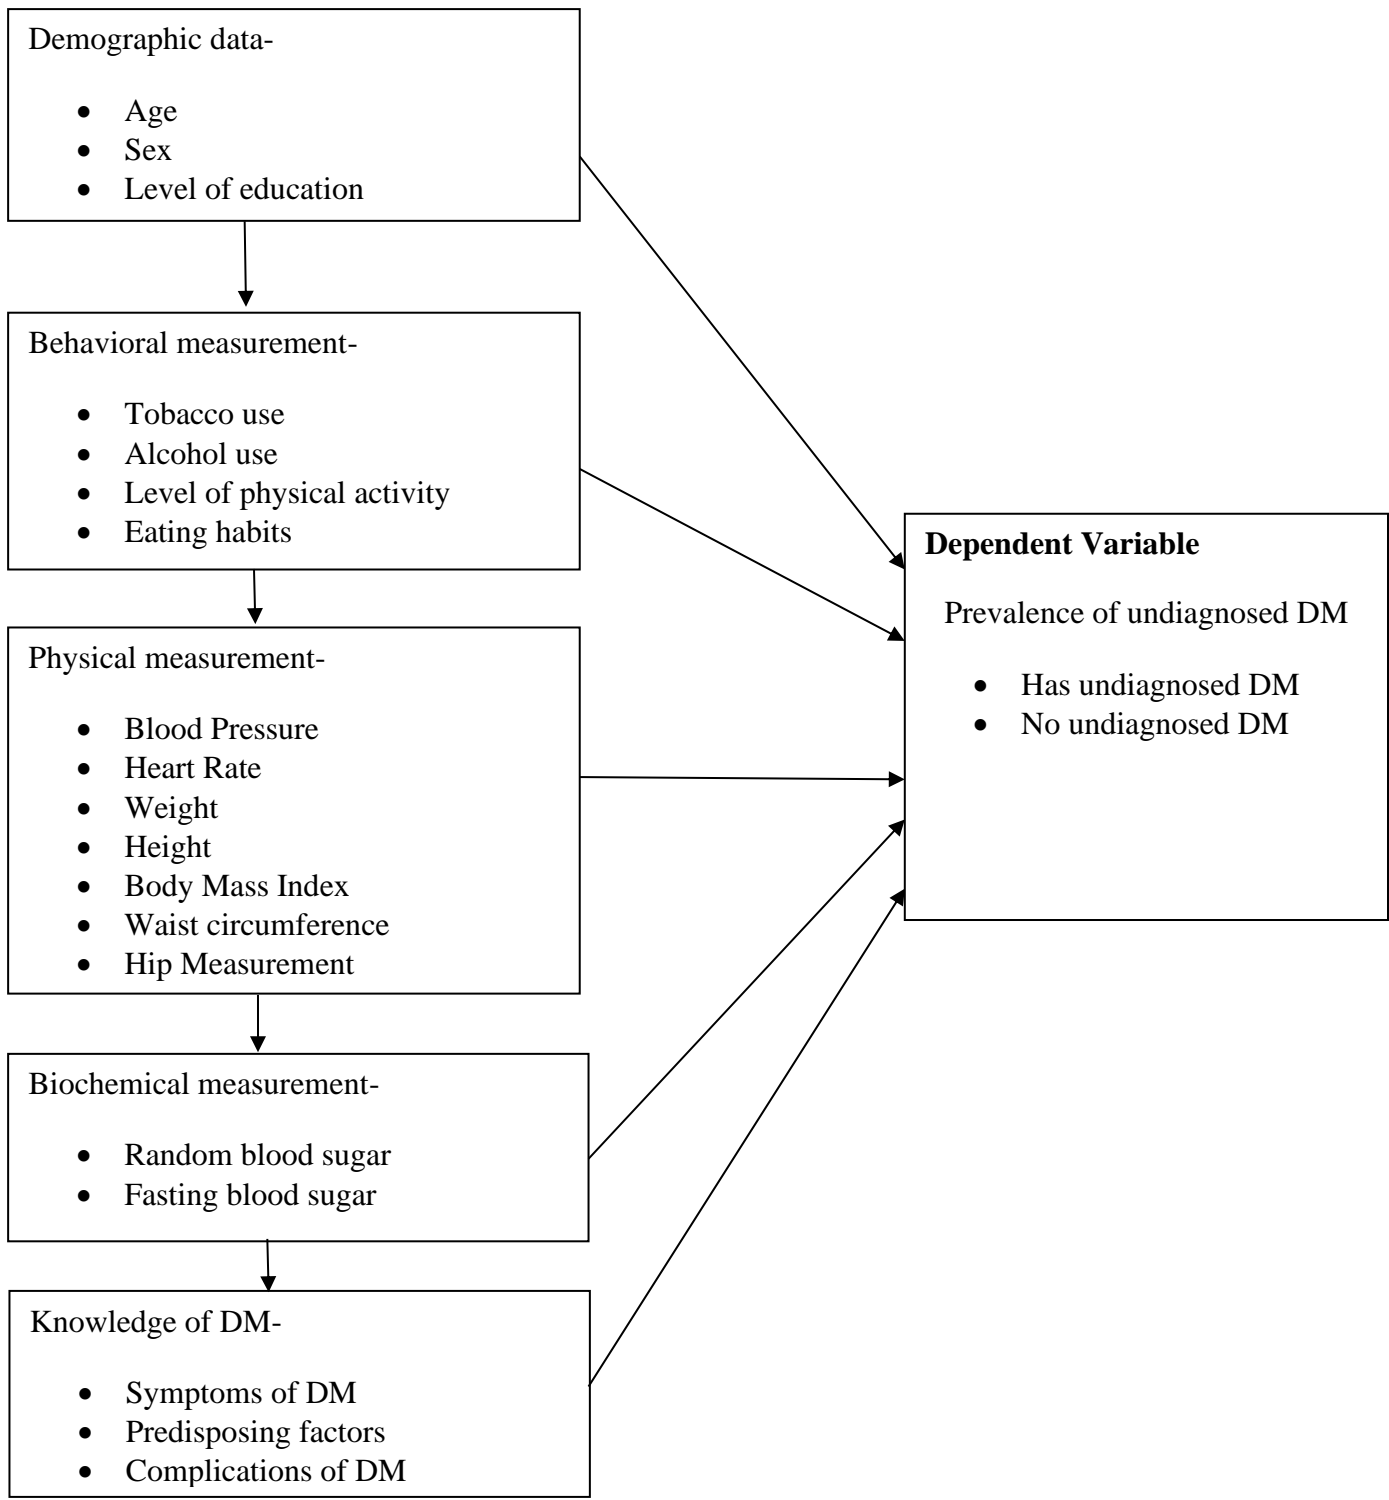 Demographic data-
• Age
• Sex
• Level of education
Behavioral measurement-
• Tobacco use
• Alcohol use
• Level of physical activity
• Eating habits
Physical measurement-
• Blood Pressure
• Heart Rate
• Weight
• Height
• Body Mass Index
• Waist circumference
• Hip Measurement
Biochemical measurement-
• Random blood sugar
• Fasting blood sugar
Knowledge of DM-
• Symptoms of DM
• Predisposing factors
• Complications of DM
Dependent Variable
Prevalence of undiagnosed DM
• Has undiagnosed DM
• No undiagnosed DM